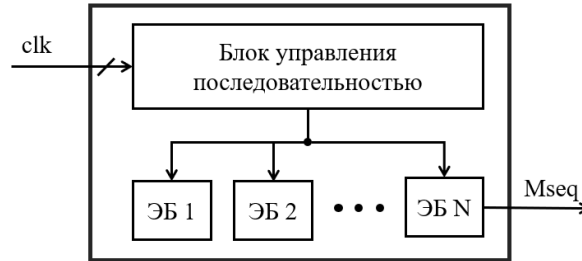 clk
Блок управления
последовательностью
ЭБ 1
ЭБ 2
• • •
ЭБ N
Mseq